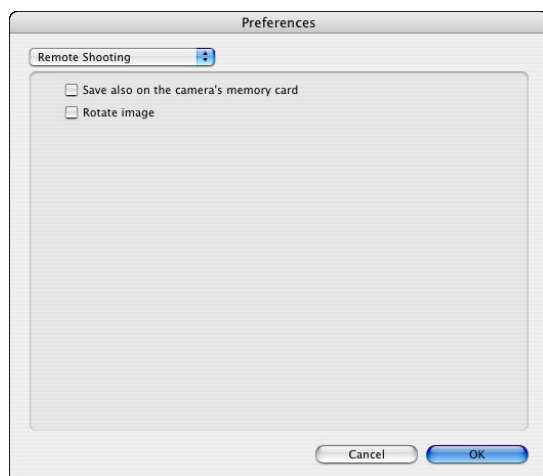 Preferences
Remote Shooting
Save also on the camera's memory card
Rotate image
Cancel
OK